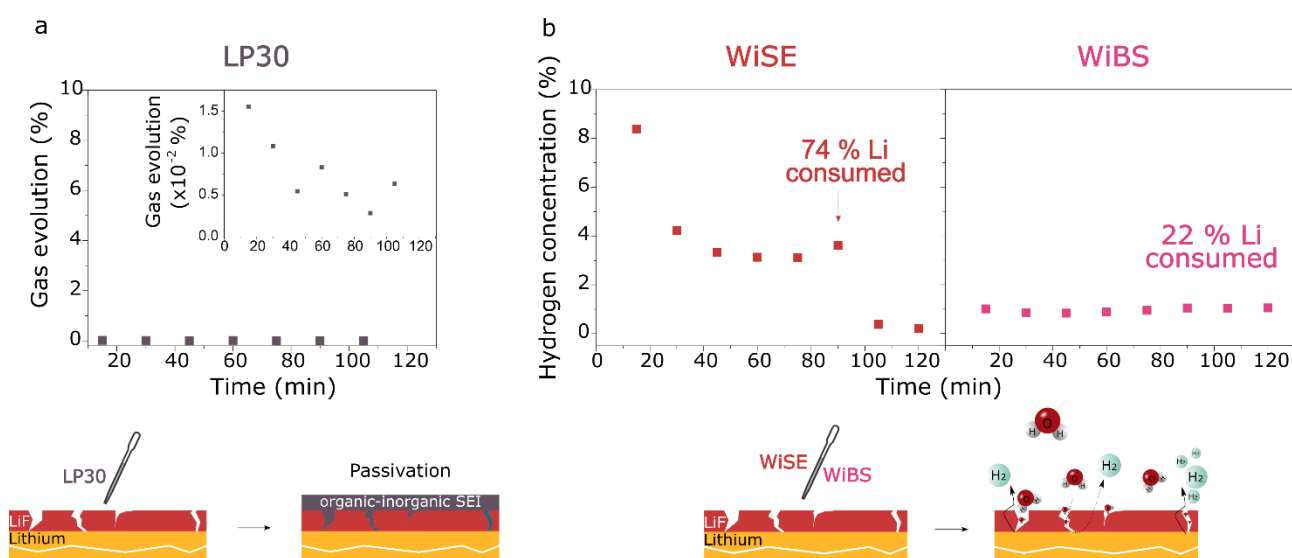 a
LP30
Gas evolution (%)
10
8
6
4
2
0
20
40
60
80
100
120
Time (min)
Gas evolution
(x10⁻² %)
1.5
1.0
0.5
0.0
0
20
40
60
80
100
120
b
WiSE
WiBS
Hydrogen concentration (%)
10
8
6
4
2
0
74 % Li
consumed
22 % Li
consumed
0
20
40
60
80
100
120
20
40
60
80
100
120
Time (min)
LP30
LiF
Lithium
Passivation
organic-inorganic SEI
WiSE
WiBS
LiF
Lithium
O
H
H
H₂
H₂
H₂
H₂
H₂
H₂